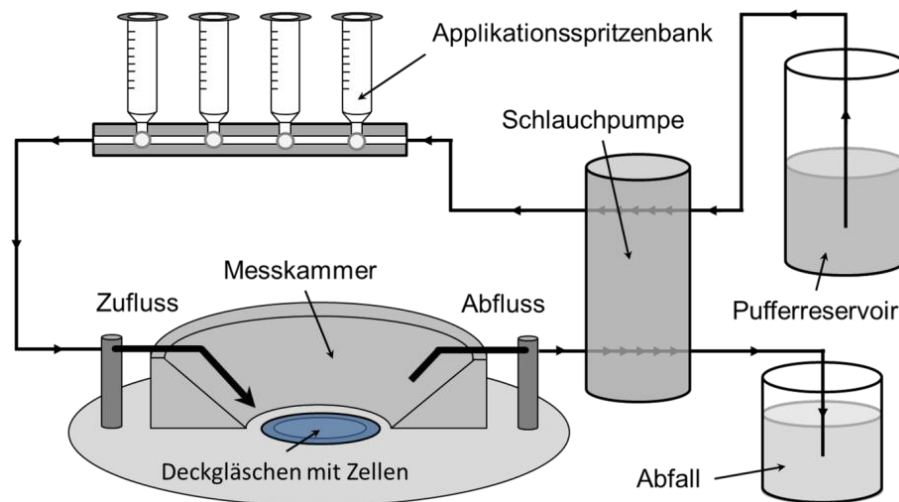 Applikationsspritzenbank
Schlauchpumpe
Messkammer
Zufluss
Abfluss
Pufferreservoir
Deckgläschen mit Zellen
Abfall